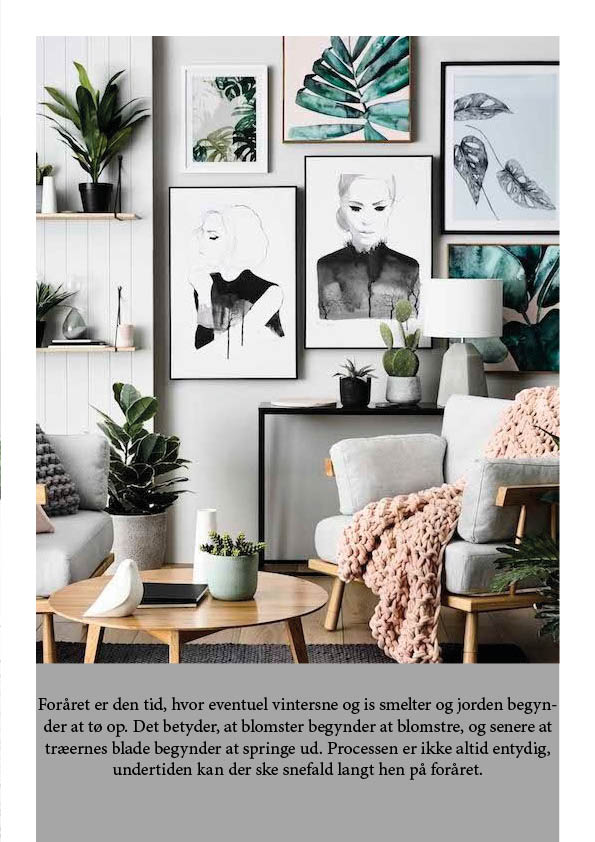 Foråret er den tid, hvor eventuel vintersne og is smelter og jorden begyn-
der at tø op. Det betyder, at blomster begynder at blomstre, og senere at
træernes blade begynder at springe ud. Processen er ikke altid entydig,
undertiden kan der ske snefald langt hen på foråret.